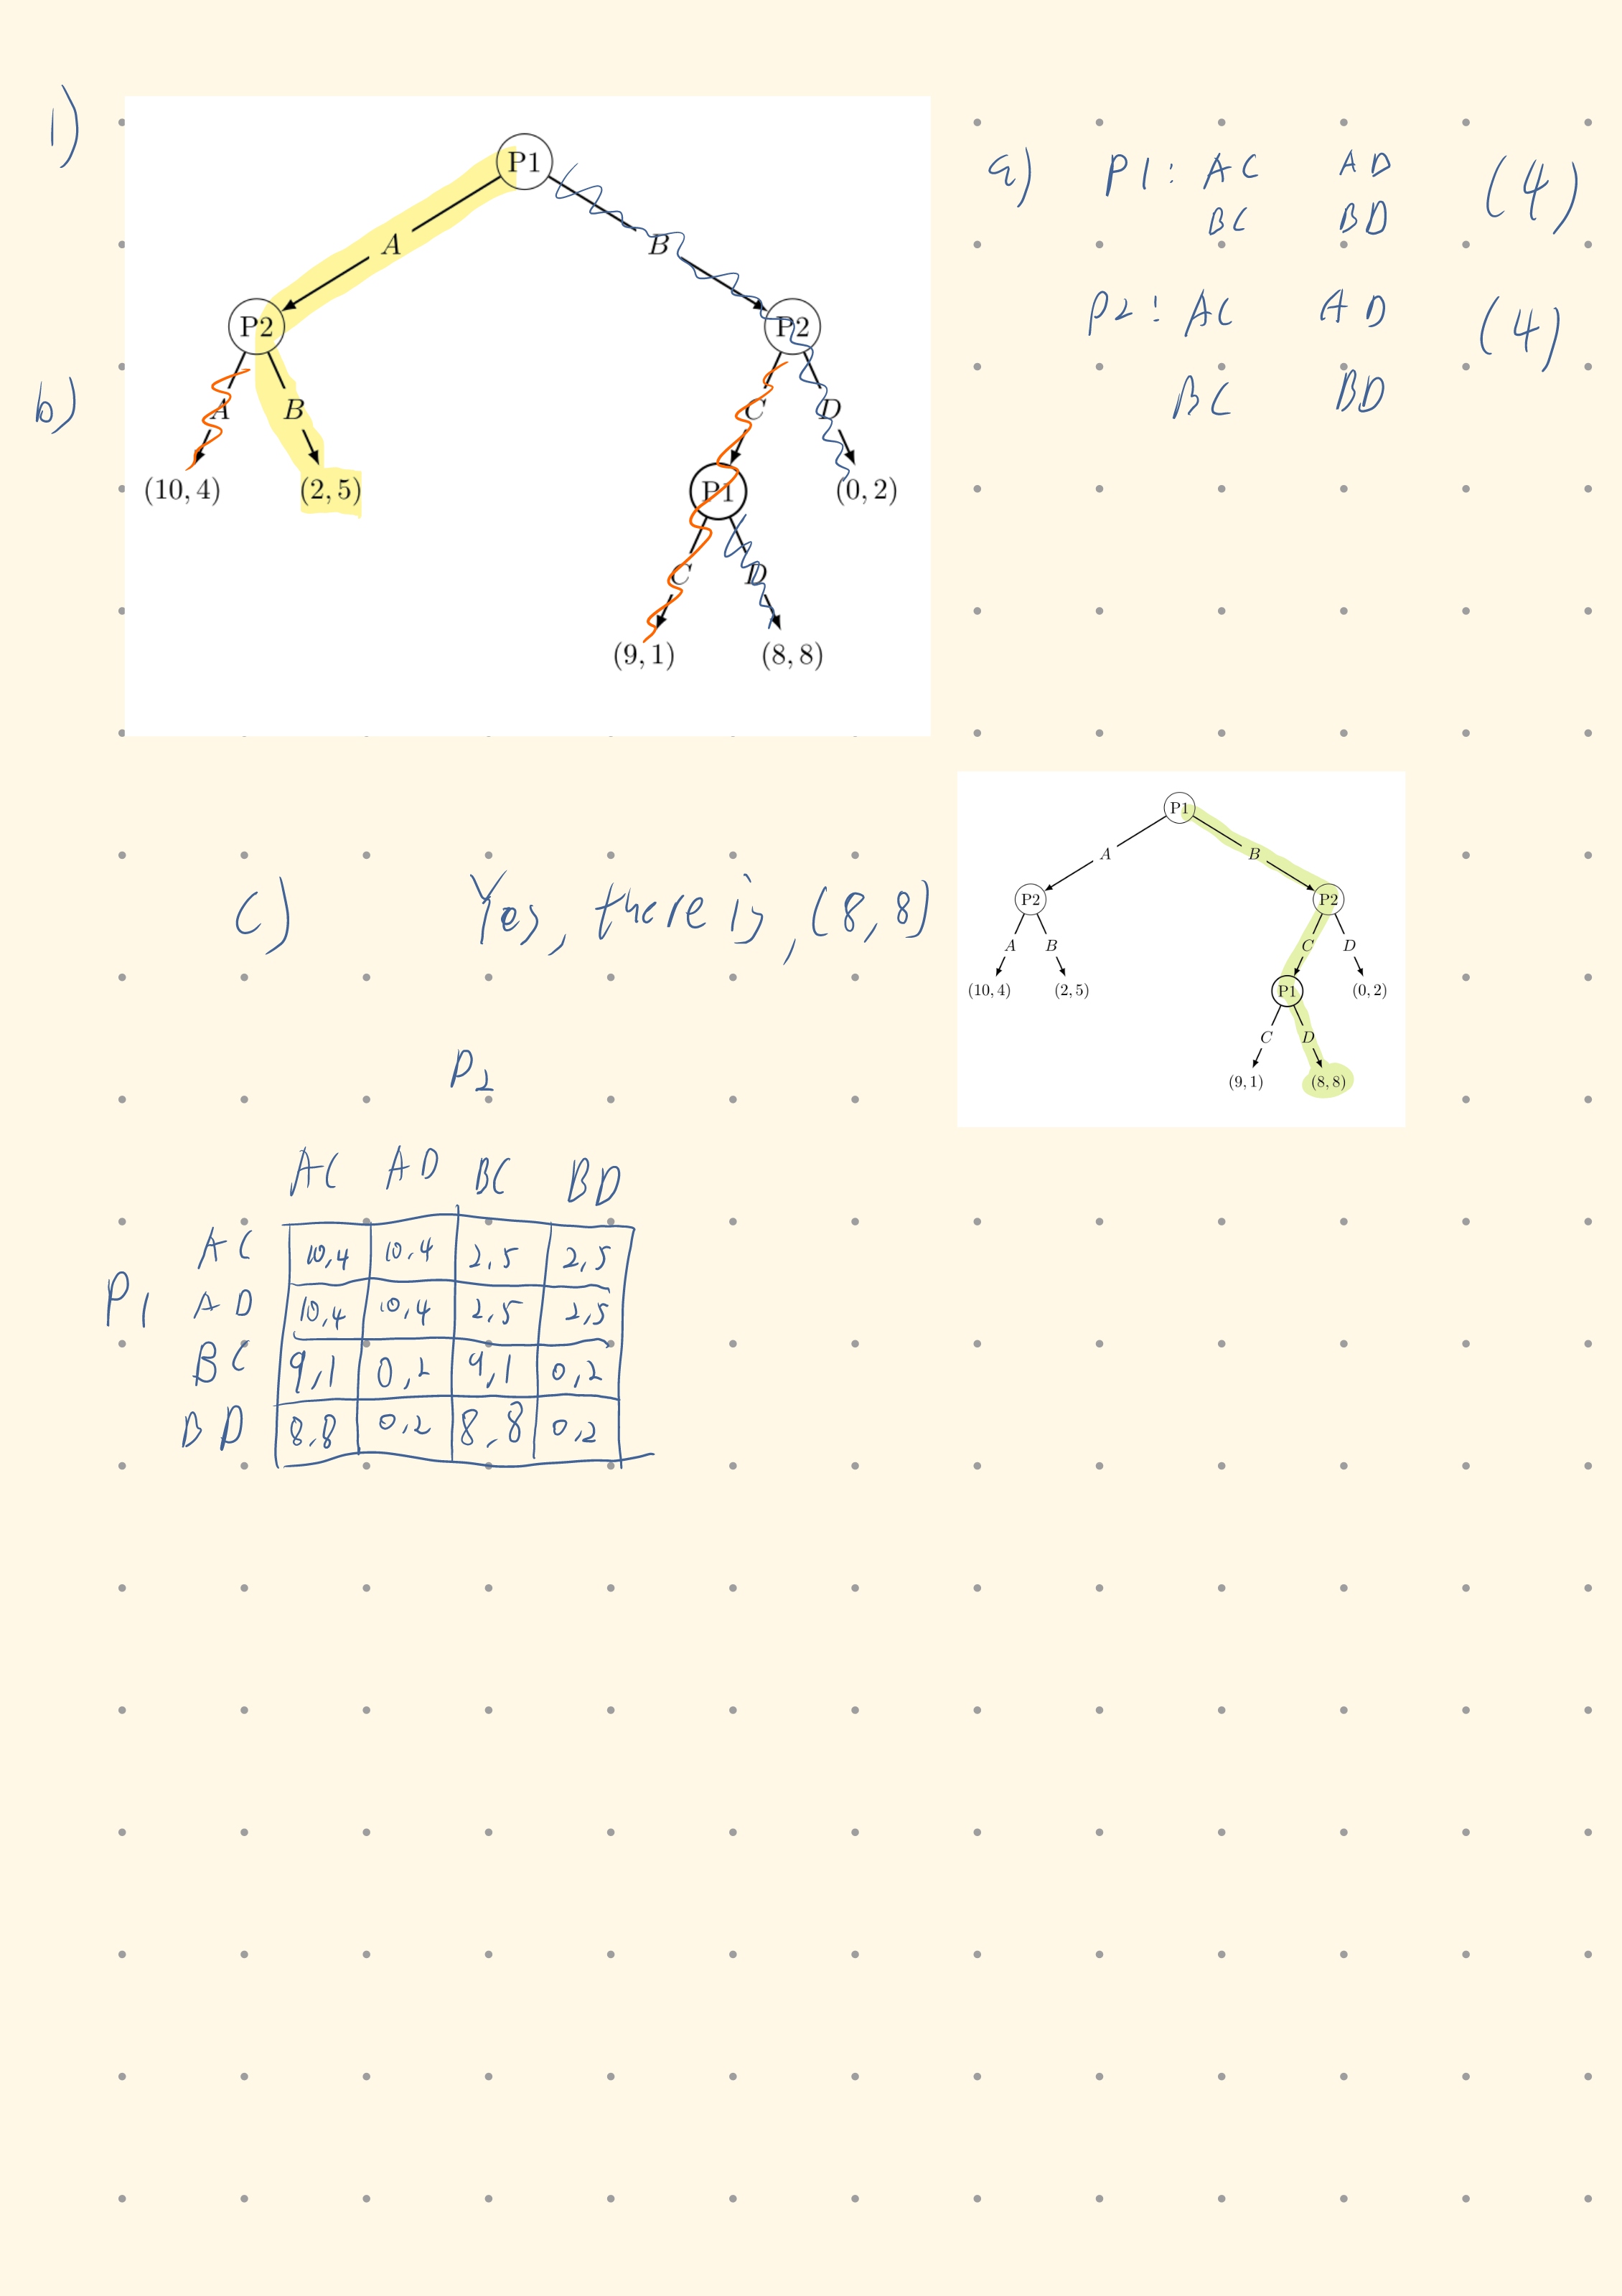 1)
P1
A B
P2 P2
A B C D
(10, 4) (2, 5) P1 (0, 2)
C D
(9, 1) (8, 8)
a) P1: AC AD (4)
BC BD
P2: AC AD (4)
BC BD
b)
c) Yes, there is, (8,8)
P1
A B
P2 P2
A B C D
(10, 4) (2, 5) P1 (0, 2)
C D
(9, 1) (8, 8)
P2
AC AD BC BD
AC 10,4 10,4 2,5 2,5
P1 AD 10,4 10,4 2,5 2,5
BC 9,1 0,2 9,1 0,2
BD 8,8 0,2 8,8 0,2